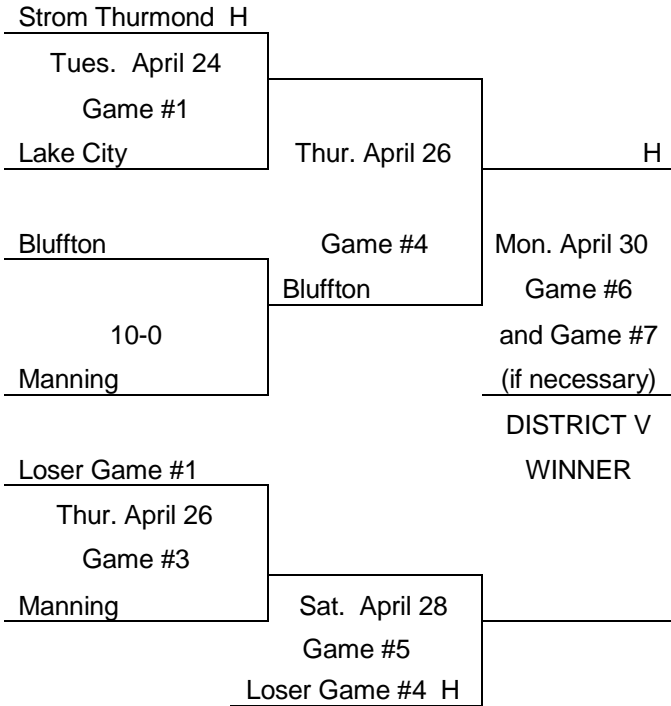 Strom Thurmond H
Tues. April 24
Game #1
Lake City
Thur. April 26
H
Bluffton
Game #4
Mon. April 30
Bluffton
Game #6
10-0
and Game #7
Manning
(if necessary)
DISTRICT V
Loser Game #1
WINNER
Thur. April 26
Game #3
Manning
Sat. April 28
Game #5
Loser Game #4 H